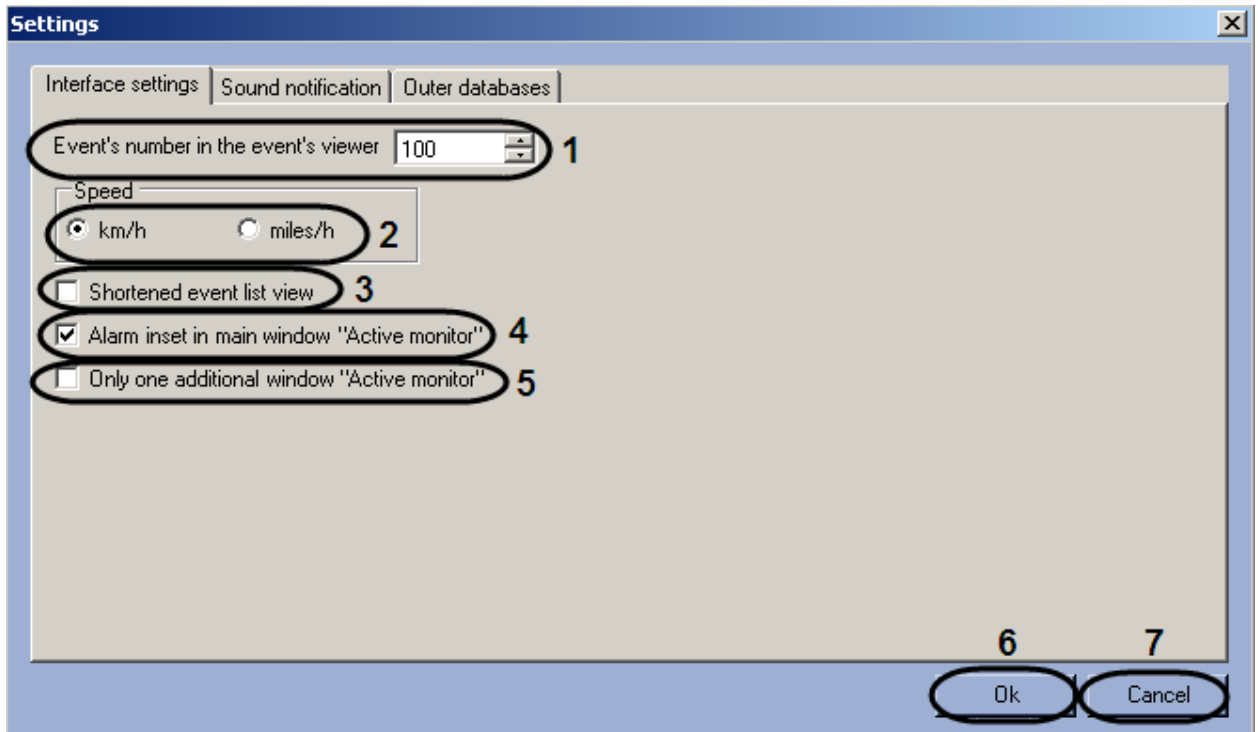 Settings
Interface settings Sound notification Outer databases
Event's number in the event's viewer 100 1
Speed
km/h miles/h 2
Shortened event list view 3
Alarm inset in main window "Active monitor" 4
Only one additional window "Active monitor" 5
6 7
Ok Cancel